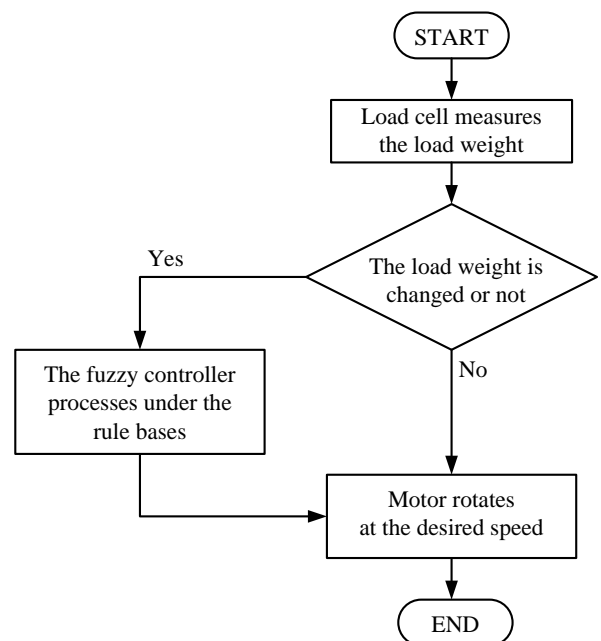 START
Load cell measures
the load weight
Yes
The load weight is
changed or not
The fuzzy controller
processes under the
rule bases
No
Motor rotates
at the desired speed
END